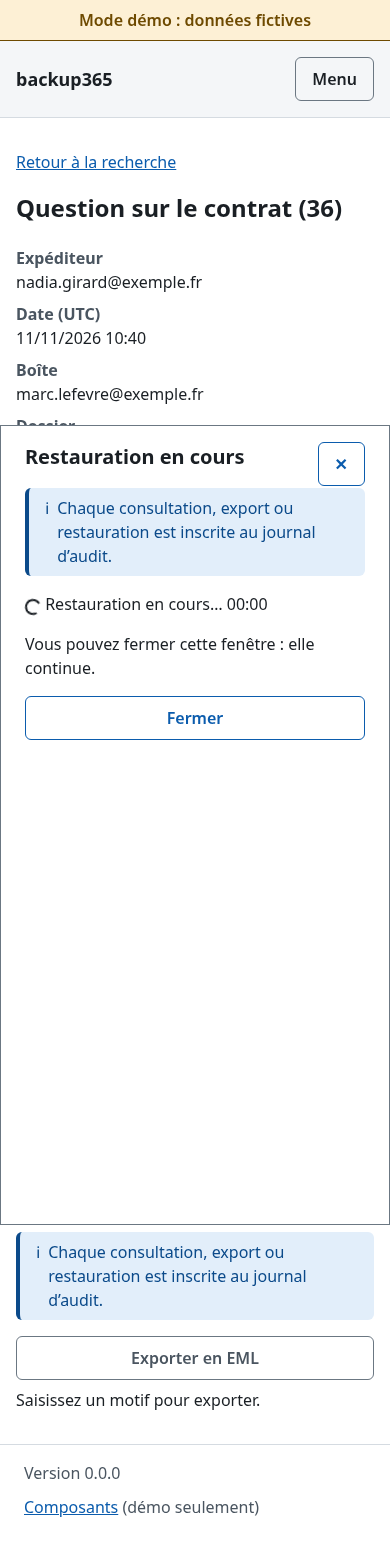 Mode démo : données fictives
backup365
Menu
Retour à la recherche
Question sur le contrat (36)
Expéditeur
nadia.girard@exemple.fr
Date (UTC)
11/11/2026 10:40
Boîte
marc.lefevre@exemple.fr
Dossier
Restauration en cours
×
i Chaque consultation, export ou
restauration est inscrite au journal
d’audit.
Restauration en cours… 00:00
Vous pouvez fermer cette fenêtre : elle
continue.
Fermer
i Chaque consultation, export ou
restauration est inscrite au journal
d’audit.
Exporter en EML
Saisissez un motif pour exporter.
Version 0.0.0
Composants (démo seulement)